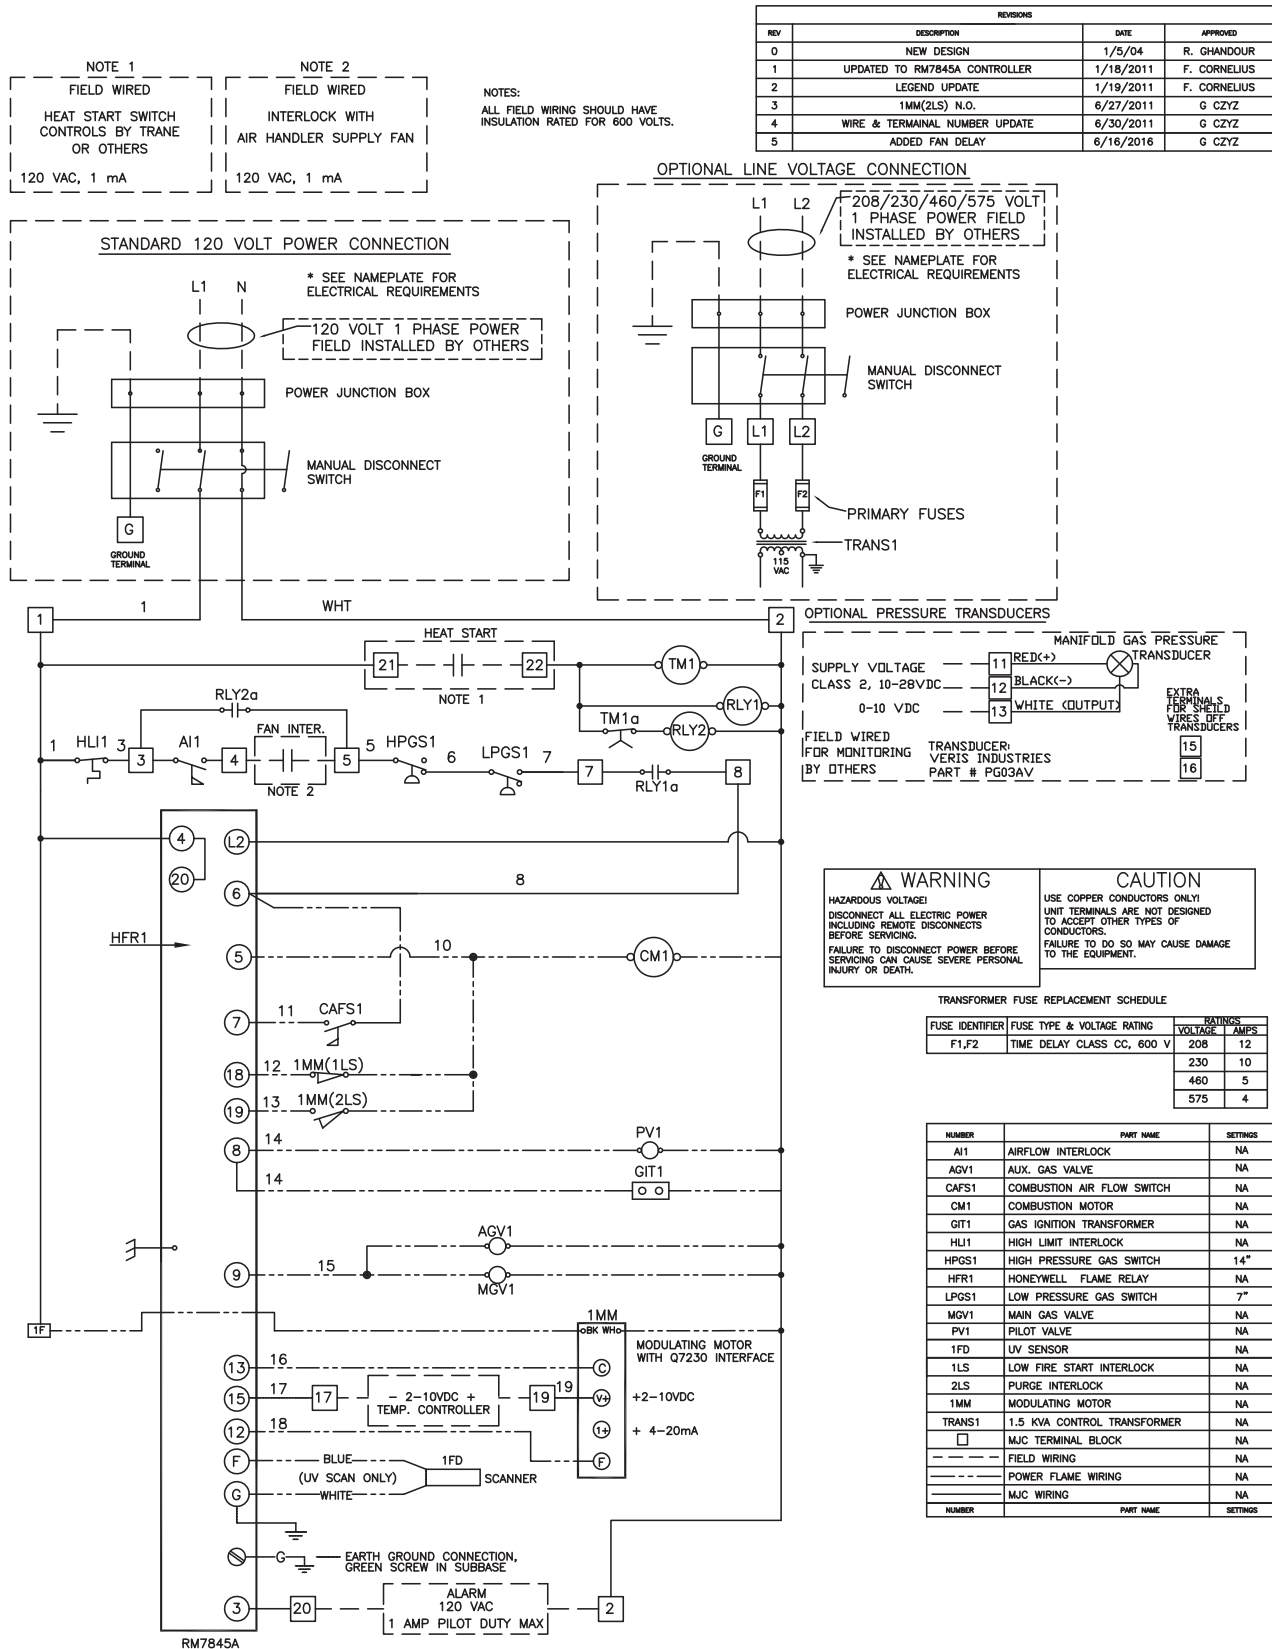 REVISIONS
REV DESCRIPTION DATE APPROVED
0 NEW DESIGN 1/5/04 R. GHANDOUR
1 UPDATED TO RM7845A CONTROLLER 1/18/2011 F. CORNELIUS
2 LEGEND UPDATE 1/19/2011 F. CORNELIUS
3 1MM(2LS) N.O. 6/27/2011 G CZYZ
4 WIRE & TERMAINAL NUMBER UPDATE 6/30/2011 G CZYZ
5 ADDED FAN DELAY 6/16/2016 G CZYZ
NOTE 1
FIELD WIRED
HEAT START SWITCH
CONTROLS BY TRANE
OR OTHERS
120 VAC, 1 mA
NOTE 2
FIELD WIRED
INTERLOCK WITH
AIR HANDLER SUPPLY FAN
120 VAC, 1 mA
NOTES:
ALL FIELD WIRING SHOULD HAVE
INSULATION RATED FOR 600 VOLTS.
STANDARD 120 VOLT POWER CONNECTION
* SEE NAMEPLATE FOR
ELECTRICAL REQUIREMENTS
L1 N
120 VOLT 1 PHASE POWER
FIELD INSTALLED BY OTHERS
POWER JUNCTION BOX
MANUAL DISCONNECT
SWITCH
G
GROUND
TERMINAL
OPTIONAL LINE VOLTAGE CONNECTION
L1 L2
208/230/460/575 VOLT
1 PHASE POWER FIELD
INSTALLED BY OTHERS
* SEE NAMEPLATE FOR
ELECTRICAL REQUIREMENTS
POWER JUNCTION BOX
MANUAL DISCONNECT
SWITCH
G L1 L2
GROUND
TERMINAL
F1 F2
PRIMARY FUSES
TRANS1
115
VAC
1 1 WHT 2
HEAT START
21 22
NOTE 1
TM1
RLY1
TM1a
RLY2
RLY2a
1 HLI1 3 3 AI1 4
FAN INTER.
NOTE 2
5 5 HPGS1 6 LPGS1 7 7
RLY1a
8
OPTIONAL PRESSURE TRANSDUCERS
MANIFOLD GAS PRESSURE
TRANSDUCER
SUPPLY VOLTAGE
CLASS 2, 10-28VDC
0-10 VDC
11 RED(+)
12 BLACK(-)
13 WHITE (OUTPUT)
FIELD WIRED
FOR MONITORING
BY OTHERS
TRANSDUCER:
VERIS INDUSTRIES
PART # PG03AV
EXTRA
TERMINALS
FOR SHEILD
WIRES OFF
TRANSDUCERS
15
16
4
20
L2
6 8
HFR1
5 10 CM1
7 11 CAFS1
18 12 1MM(1LS)
19 13 1MM(2LS)
8 14 PV1
14 GIT1
AGV1
9 15
MGV1
1F
1MM
BK WH
MODULATING MOTOR
WITH Q7230 INTERFACE
13 16 C
15 17 17
- 2-10VDC +
TEMP. CONTROLLER
19 19 V+ +2-10VDC
1+ + 4-20mA
12 18 F
F BLUE 1FD
(UV SCAN ONLY) SCANNER
G WHITE
G EARTH GROUND CONNECTION,
GREEN SCREW IN SUBBASE
3 20
ALARM
120 VAC
1 AMP PILOT DUTY MAX
2
RM7845A
WARNING
HAZARDOUS VOLTAGE!
DISCONNECT ALL ELECTRIC POWER
INCLUDING REMOTE DISCONNECTS
BEFORE SERVICING.
FAILURE TO DISCONNECT POWER BEFORE
SERVICING CAN CAUSE SEVERE PERSONAL
INJURY OR DEATH.
CAUTION
USE COPPER CONDUCTORS ONLY!
UNIT TERMINALS ARE NOT DESIGNED
TO ACCEPT OTHER TYPES OF
CONDUCTORS.
FAILURE TO DO SO MAY CAUSE DAMAGE
TO THE EQUIPMENT.
TRANSFORMER FUSE REPLACEMENT SCHEDULE
FUSE IDENTIFIER FUSE TYPE & VOLTAGE RATING RATINGS
VOLTAGE AMPS
F1,F2 TIME DELAY CLASS CC, 600 V 208 12
230 10
460 5
575 4
NUMBER PART NAME SETTINGS
AI1 AIRFLOW INTERLOCK NA
AGV1 AUX. GAS VALVE NA
CAFS1 COMBUSTION AIR FLOW SWITCH NA
CM1 COMBUSTION MOTOR NA
GIT1 GAS IGNITION TRANSFORMER NA
HLI1 HIGH LIMIT INTERLOCK NA
HPGS1 HIGH PRESSURE GAS SWITCH 14"
HFR1 HONEYWELL FLAME RELAY NA
LPGS1 LOW PRESSURE GAS SWITCH 7"
MGV1 MAIN GAS VALVE NA
PV1 PILOT VALVE NA
1FD UV SENSOR NA
1LS LOW FIRE START INTERLOCK NA
2LS PURGE INTERLOCK NA
1MM MODULATING MOTOR NA
TRANS1 1.5 KVA CONTROL TRANSFORMER NA
MJC TERMINAL BLOCK NA
FIELD WIRING NA
POWER FLAME WIRING NA
MJC WIRING NA
NUMBER PART NAME SETTINGS